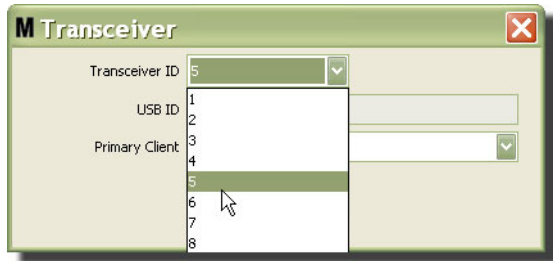 M Transceiver
Transceiver ID 5
1
USB ID
2
3
Primary Client
4
5
6
7
8